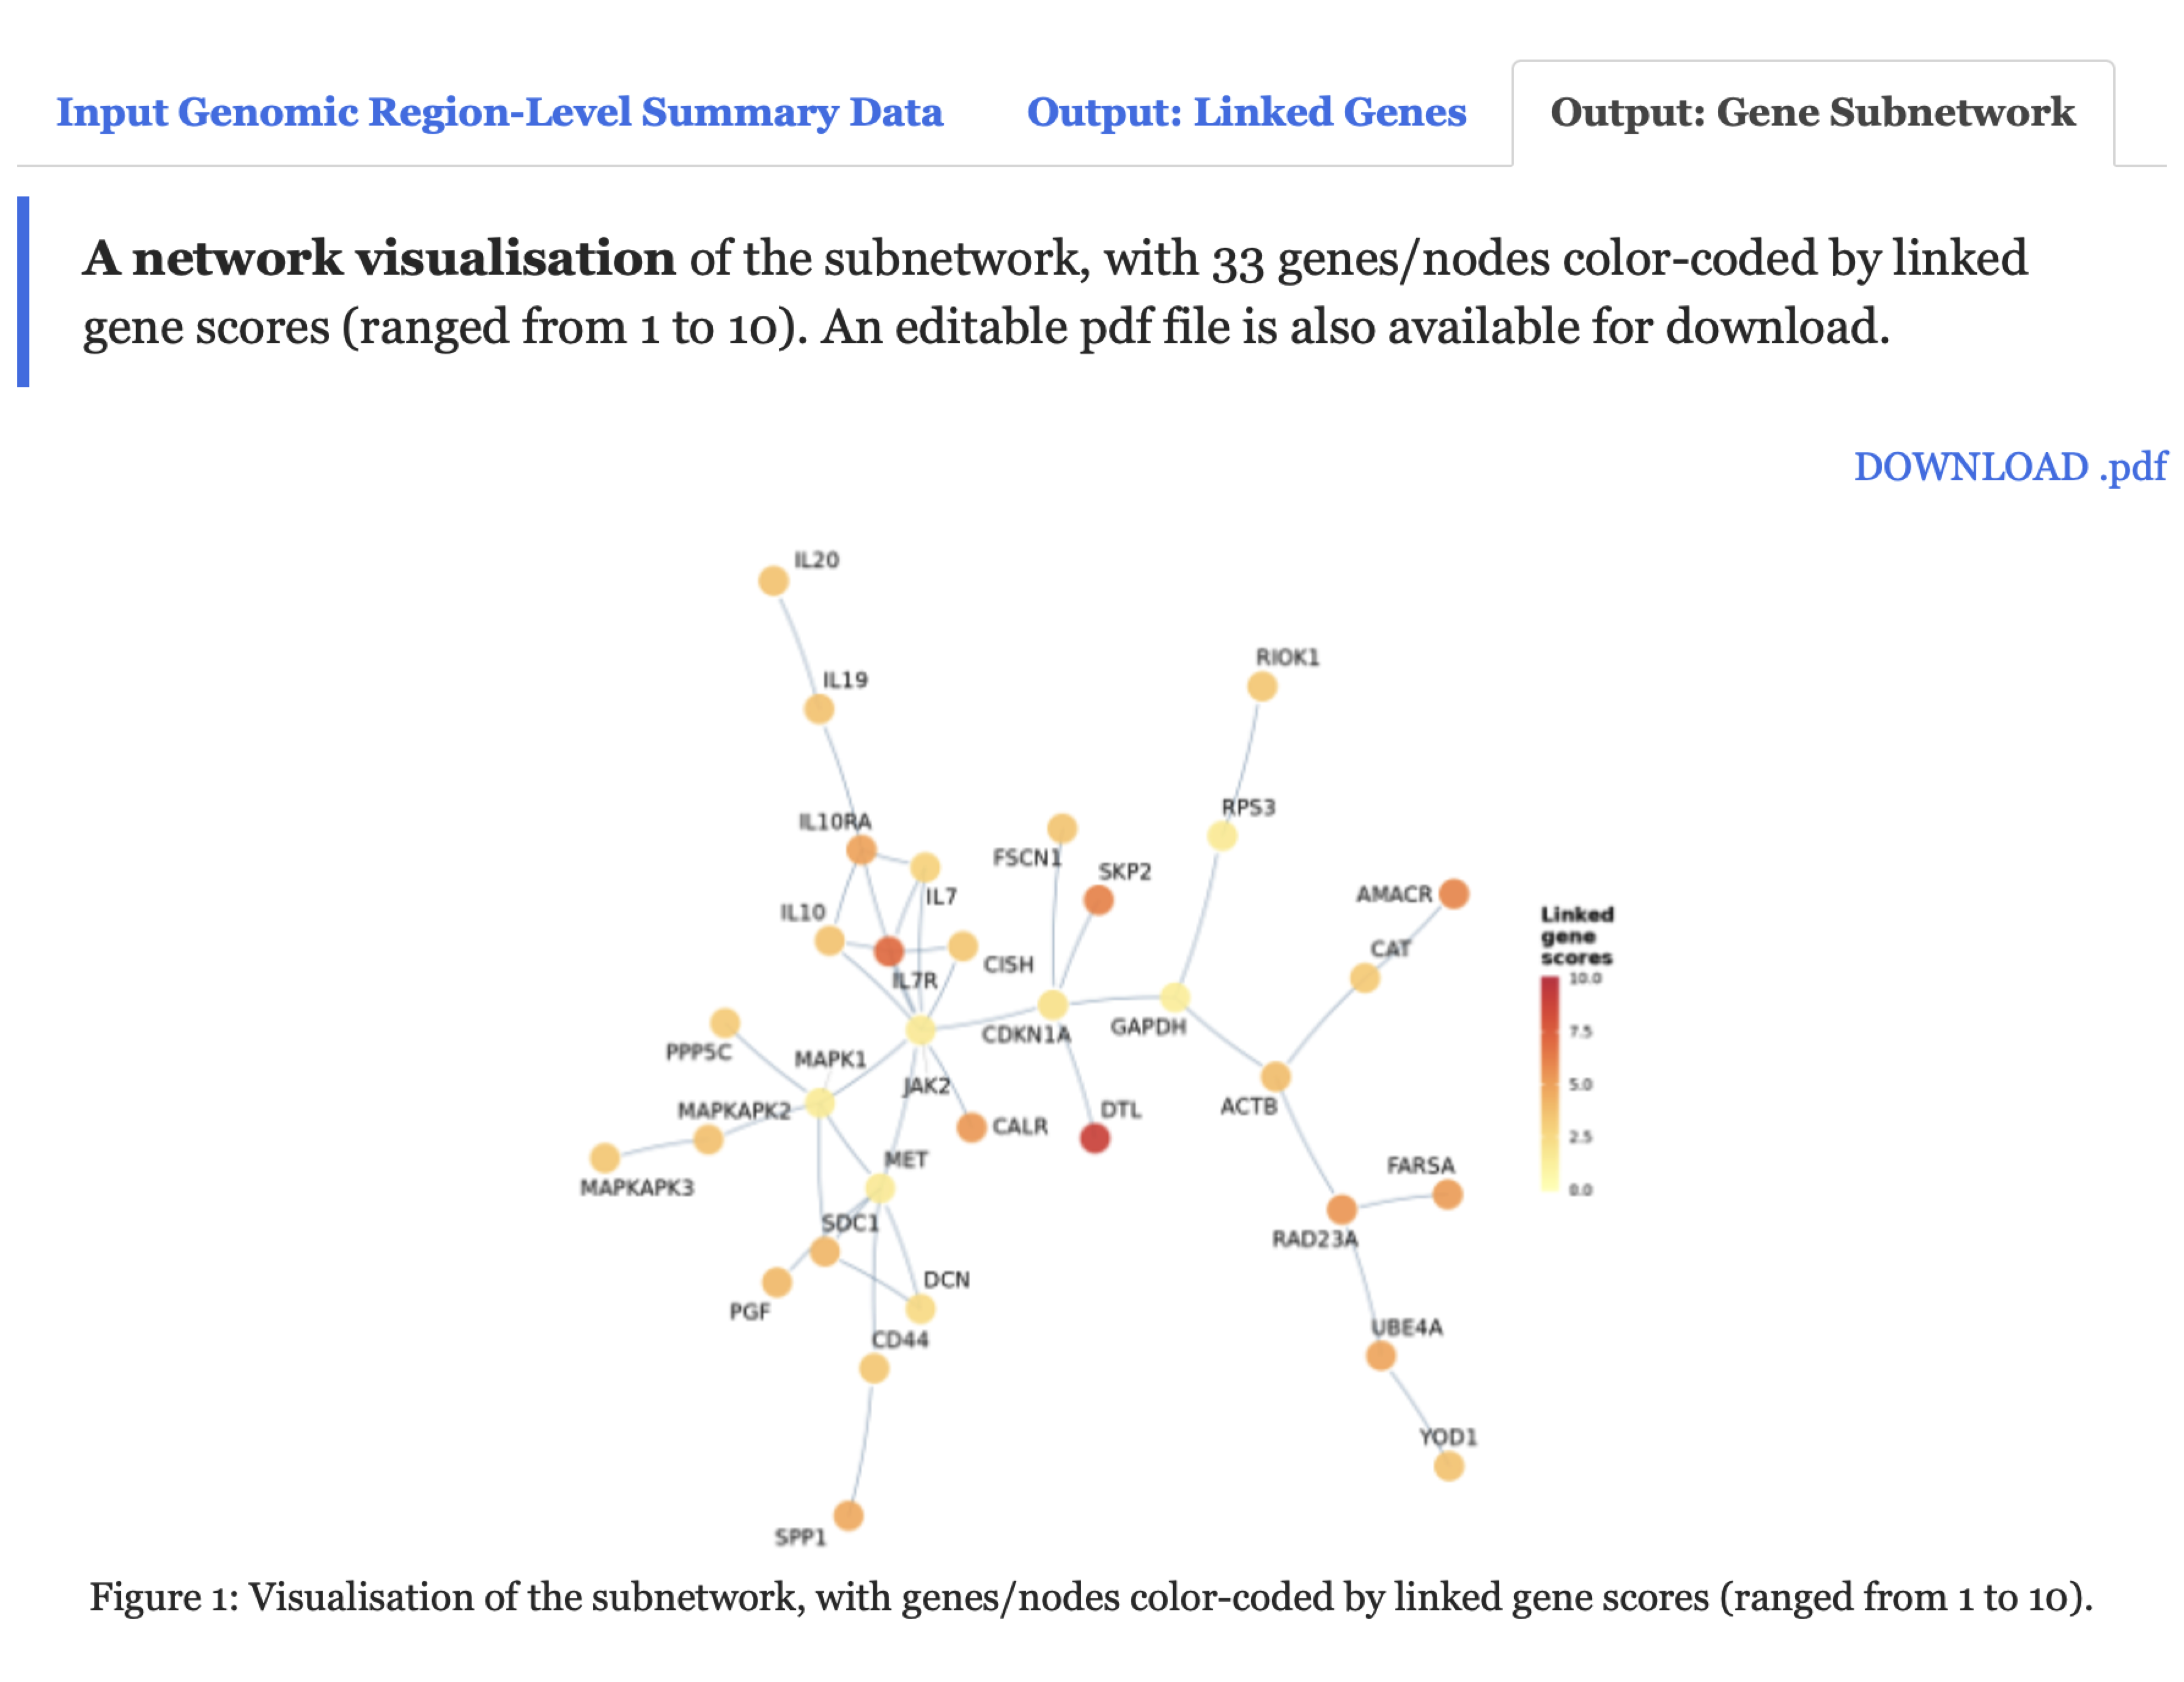 Input Genomic Region-Level Summary Data
Output: Linked Genes
Output: Gene Subnetwork
A network visualisation of the subnetwork, with 33 genes/nodes color-coded by linked
gene scores (ranged from 1 to 10). An editable pdf file is also available for download.
DOWNLOAD .pdf
IL20
RIOK1
IL19
RPS3
IL10RA
FSCN1
SKP2
IL7
AMACR
IL10
CAT
CISH
IL7R
CDKN1A
GAPDH
PPP5C
MAPK1
JAK2
MAPKAPK2
ACTB
DTL
CALR
MET
FARSA
MAPKAPK3
SDC1
RAD23A
DCN
PGF
UBE4A
CD44
YOD1
SPP1
Linked
gene
scores
10.0
7.5
5.0
2.5
0.0
Figure 1: Visualisation of the subnetwork, with genes/nodes color-coded by linked gene scores (ranged from 1 to 10).